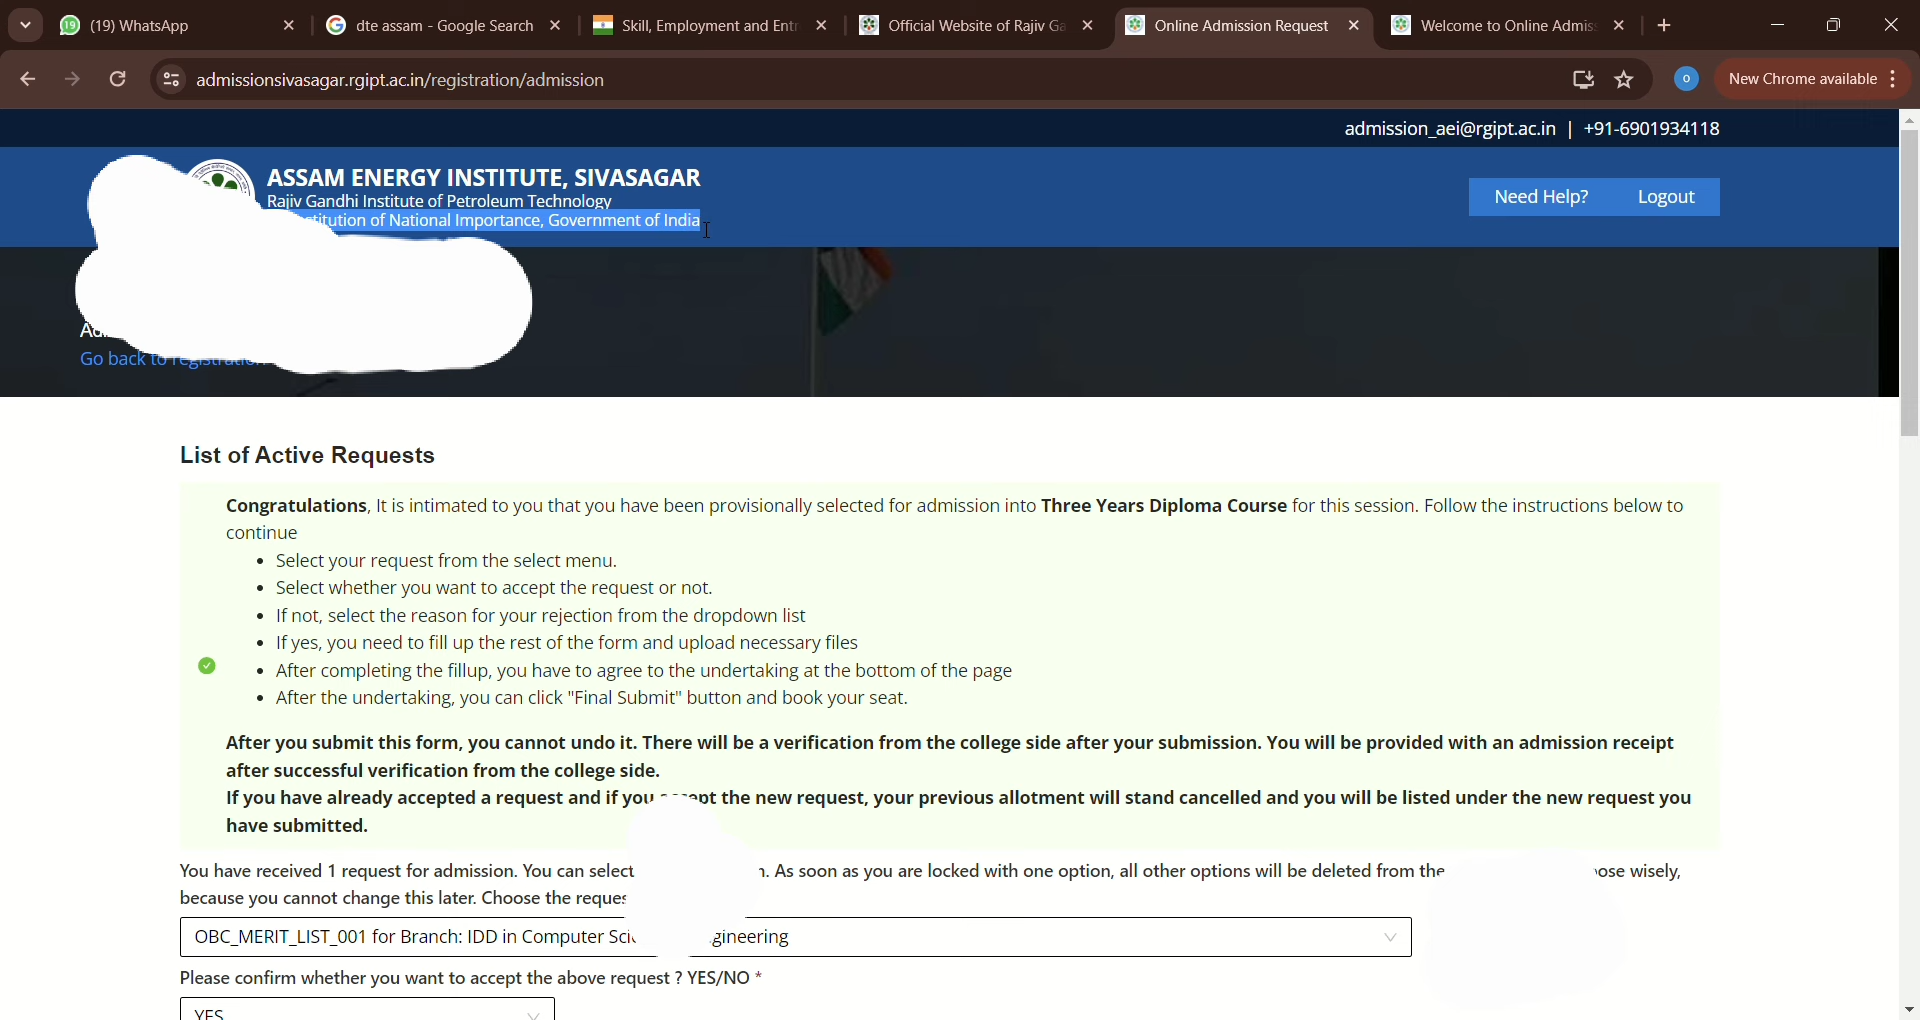 (19) WhatsApp
dte assam - Google Search
Skill, Employment and Entr
Official Website of Rajiv Ga
Online Admission Request
Welcome to Online Admis
admissionsivasagar.rgipt.ac.in/registration/admission
New Chrome available
admission_aei@rgipt.ac.in | +91-6901934118
ASSAM ENERGY INSTITUTE, SIVASAGAR
Rajiv Gandhi Institute of Petroleum Technology
of National Importance, Government of India
Need Help? Logout
Go back to
List of Active Requests
Congratulations, It is intimated to you that you have been provisionally selected for admission into Three Years Diploma Course for this session. Follow the instructions below to
continue
• Select your request from the select menu.
• Select whether you want to accept the request or not.
• If not, select the reason for your rejection from the dropdown list
• If yes, you need to fill up the rest of the form and upload necessary files
• After completing the fillup, you have to agree to the undertaking at the bottom of the page
• After the undertaking, you can click "Final Submit" button and book your seat.
After you submit this form, you cannot undo it. There will be a verification from the college side after your submission. You will be provided with an admission receipt
after successful verification from the college side.
If you have already accepted a request and if you the new request, your previous allotment will stand cancelled and you will be listed under the new request you
have submitted.
You have received 1 request for admission. You can select As soon as you are locked with one option, all other options will be deleted from the wisely,
because you cannot change this later. Choose the
OBC_MERIT_LIST_001 for Branch: IDD in Computer
Please confirm whether you want to accept the above request ? YES/NO *
YES